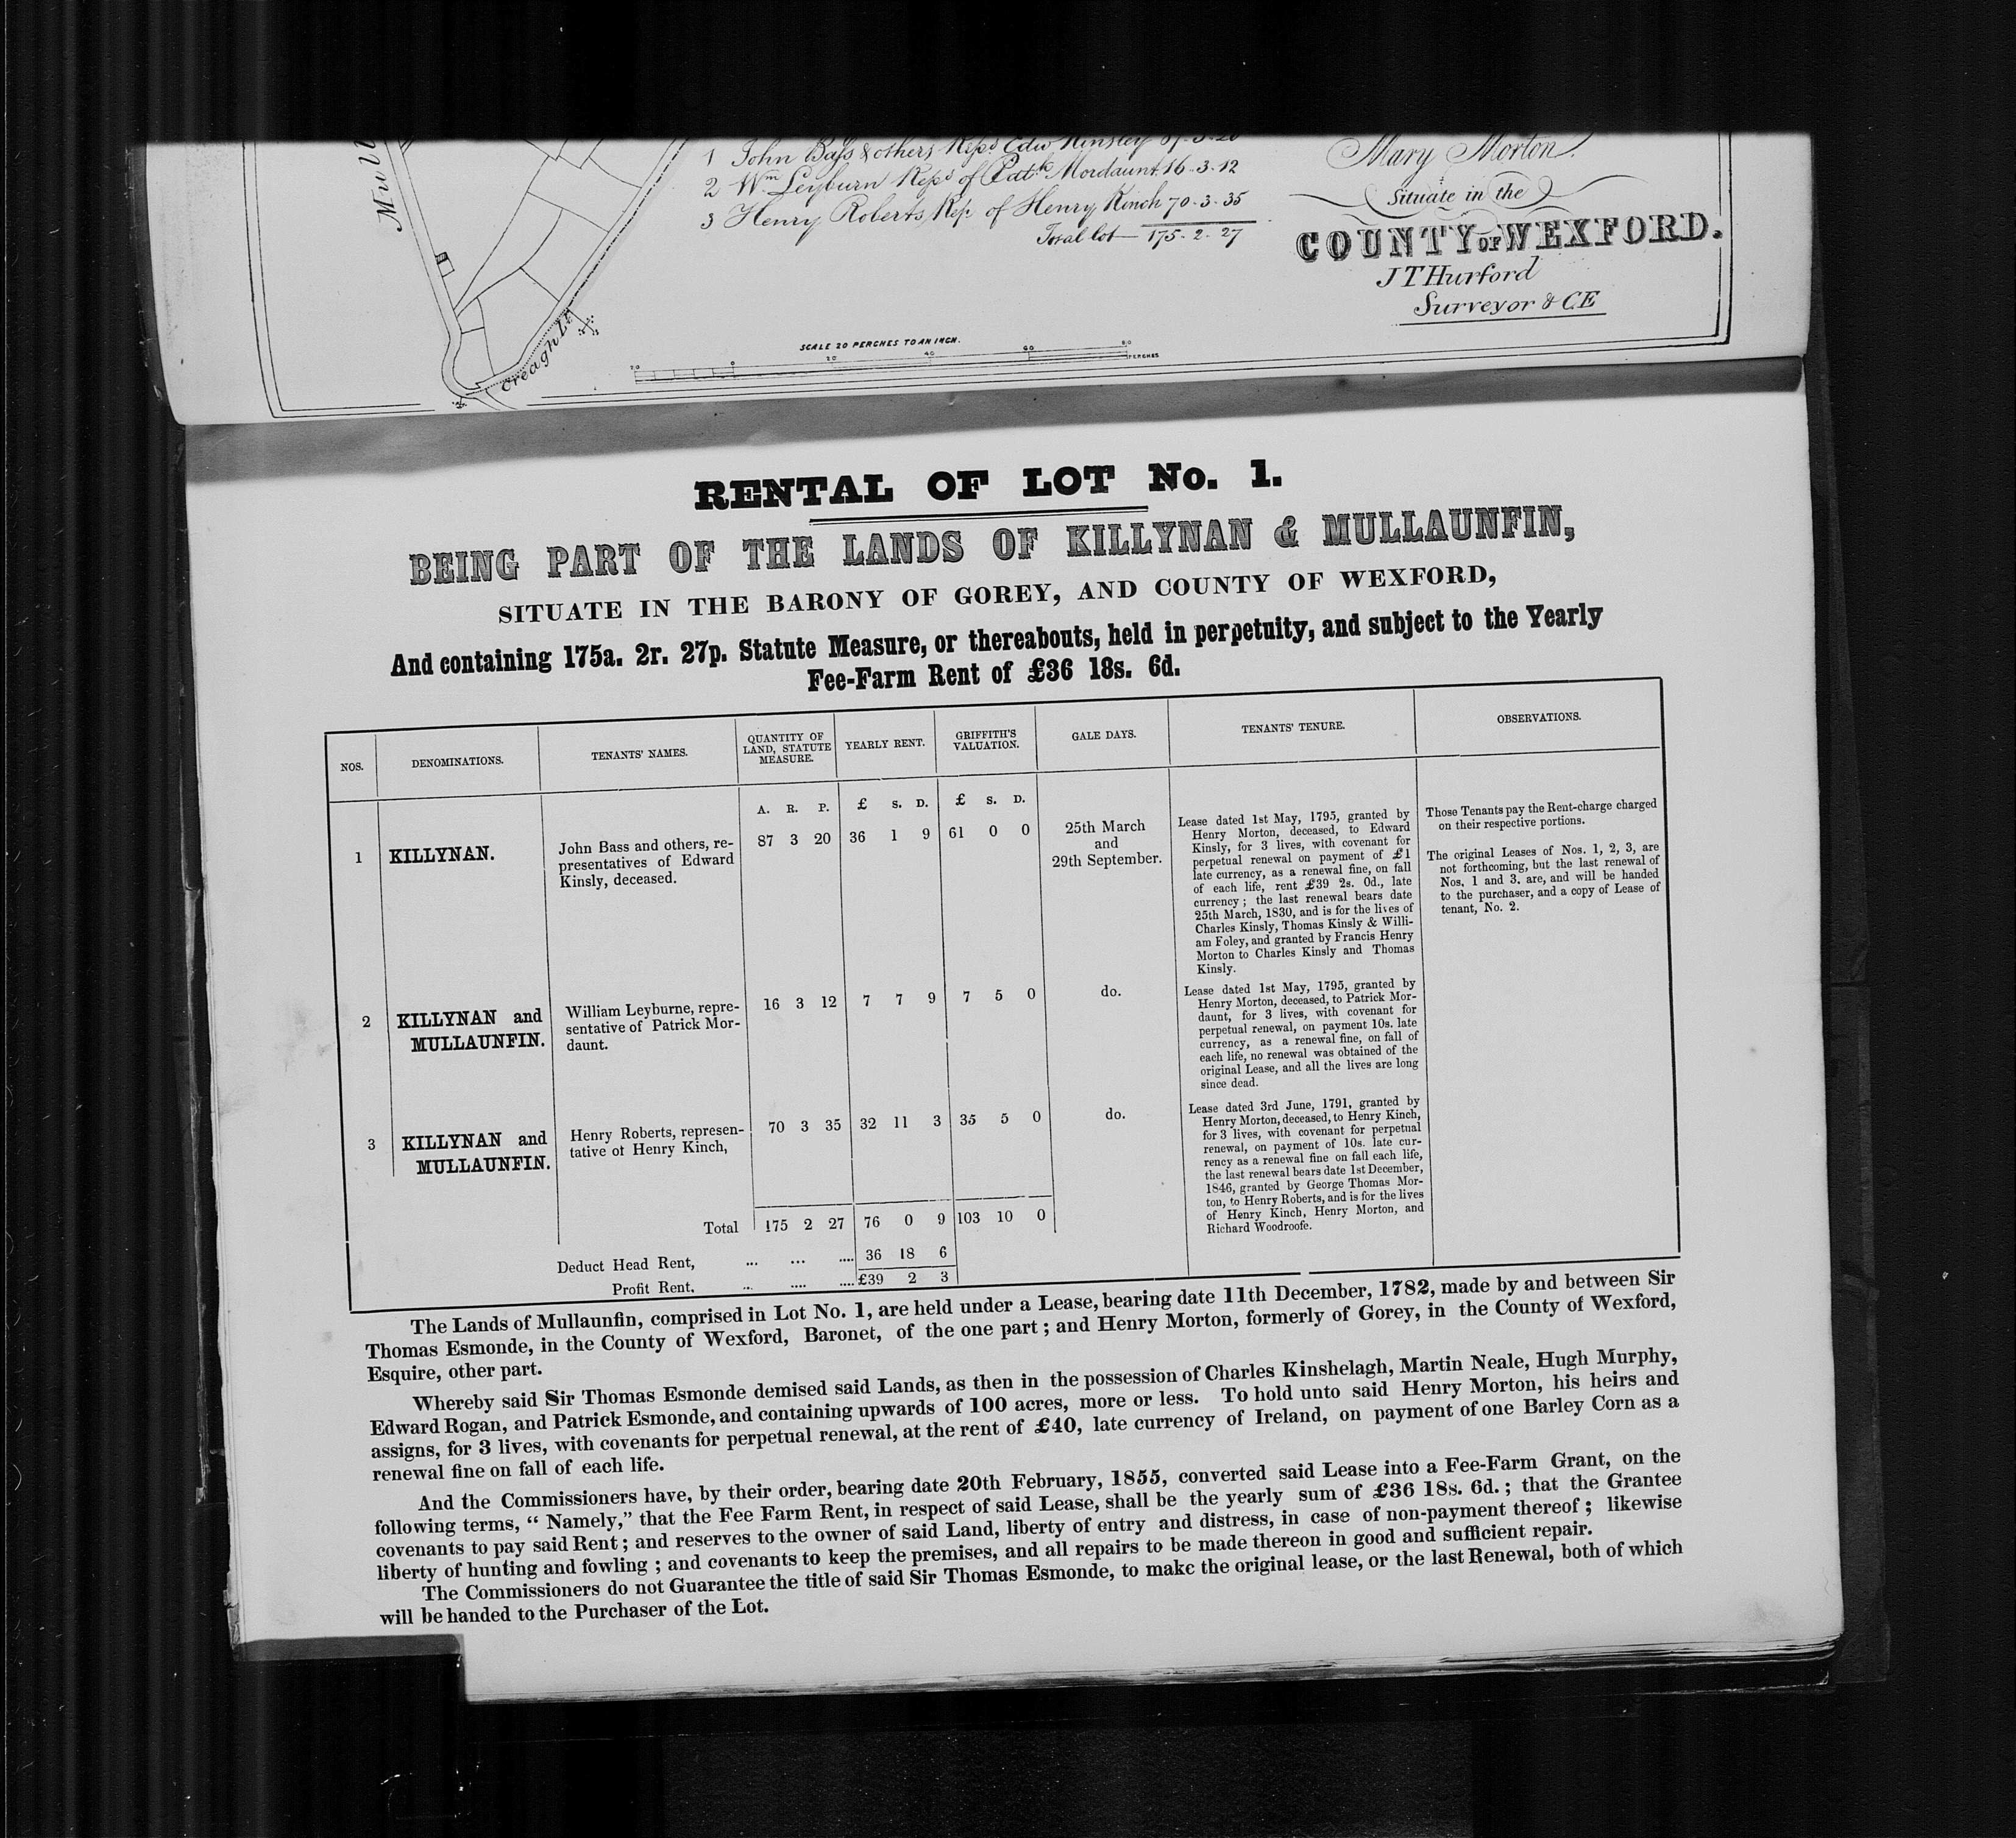 Mull
1 John Bass & others Reps Edw Kinsley 87-3-20
2 Wm Leyburn Reps of Patk Mordaunt 16-3-12
3 Henry Roberts Rep. of Henry Kinch 70-3-35
Total lot — 175-2-27
Mary Morton.
Situate in the
COUNTY OF WEXFORD.
J T Hurford
Surveyor & C E
Creagh Lr
SCALE 20 PERCHES TO AN INCH.
20 0 20 40 60 80
PERCHES
RENTAL OF LOT No. 1.
BEING PART OF THE LANDS OF KILLYNAN & MULLAUNFIN,
SITUATE IN THE BARONY OF GOREY, AND COUNTY OF WEXFORD,
And containing 175a. 2r. 27p. Statute Measure, or thereabouts, held in perpetuity, and subject to the Yearly
Fee-Farm Rent of £36 18s. 6d.
NOS.
DENOMINATIONS.
TENANTS' NAMES.
QUANTITY OF
LAND, STATUTE
MEASURE.
YEARLY RENT.
GRIFFITH'S
VALUATION.
GALE DAYS.
TENANTS' TENURE.
OBSERVATIONS.
A. R. P. £ S. D. £ S. D.
1
KILLYNAN.
John Bass and others, re-
presentatives of Edward
Kinsly, deceased.
87 3 20 36 1 9 61 0 0
25th March
and
29th September.
Lease dated 1st May, 1795, granted by
Henry Morton, deceased, to Edward
Kinsly, for 3 lives, with covenant for
perpetual renewal on payment of £1
late currency, as a renewal fine, on fall
of each life, rent £39 2s. 0d., late
currency; the last renewal bears date
25th March, 1830, and is for the lives of
Charles Kinsly, Thomas Kinsly & Willi-
am Foley, and granted by Francis Henry
Morton to Charles Kinsly and Thomas
Kinsly.
Those Tenants pay the Rent-charge charged
on their respective portions.
The original Leases of Nos. 1, 2, 3, are
not forthcoming, but the last renewal of
Nos. 1 and 3. are, and will be handed
to the purchaser, and a copy of Lease of
tenant, No. 2.
2
KILLYNAN and
MULLAUNFIN.
William Leyburne, repre-
sentative of Patrick Mor-
daunt.
16 3 12 7 7 9 7 5 0
do.
Lease dated 1st May, 1795, granted by
Henry Morton, deceased, to Patrick Mor-
daunt, for 3 lives, with covenant for
perpetual renewal, on payment 10s. late
currency, as a renewal fine, on fall of
each life, no renewal was obtained of the
original Lease, and all the lives are long
since dead.
3
KILLYNAN and
MULLAUNFIN.
Henry Roberts, represen-
tative of Henry Kinch,
70 3 35 32 11 3 35 5 0
do.
Lease dated 3rd June, 1791, granted by
Henry Morton, deceased, to Henry Kinch,
for 3 lives, with covenant for perpetual
renewal, on payment of 10s. late cur-
rency as a renewal fine on fall each life,
the last renewal bears date 1st December,
1846, granted by George Thomas Mor-
ton, to Henry Roberts, and is for the lives
of Henry Kinch, Henry Morton, and
Richard Woodroofe.
Total 175 2 27 76 0 9 103 10 0
Deduct Head Rent, ... ... .... 36 18 6
Profit Rent. ... .... .... £39 2 3
The Lands of Mullaunfin, comprised in Lot No. 1, are held under a Lease, bearing date 11th December, 1782, made by and between Sir
Thomas Esmonde, in the County of Wexford, Baronet, of the one part; and Henry Morton, formerly of Gorey, in the County of Wexford,
Esquire, other part.
Whereby said Sir Thomas Esmonde demised said Lands, as then in the possession of Charles Kinshelagh, Martin Neale, Hugh Murphy,
Edward Rogan, and Patrick Esmonde, and containing upwards of 100 acres, more or less. To hold unto said Henry Morton, his heirs and
assigns, for 3 lives, with covenants for perpetual renewal, at the rent of £40, late currency of Ireland, on payment of one Barley Corn as a
renewal fine on fall of each life.
And the Commissioners have, by their order, bearing date 20th February, 1855, converted said Lease into a Fee-Farm Grant, on the
following terms, "Namely," that the Fee Farm Rent, in respect of said Lease, shall be the yearly sum of £36 18s. 6d.; that the Grantee
covenants to pay said Rent; and reserves to the owner of said Land, liberty of entry and distress, in case of non-payment thereof; likewise
liberty of hunting and fowling; and covenants to keep the premises, and all repairs to be made thereon in good and sufficient repair.
The Commissioners do not Guarantee the title of said Sir Thomas Esmonde, to make the original lease, or the last Renewal, both of which
will be handed to the Purchaser of the Lot.